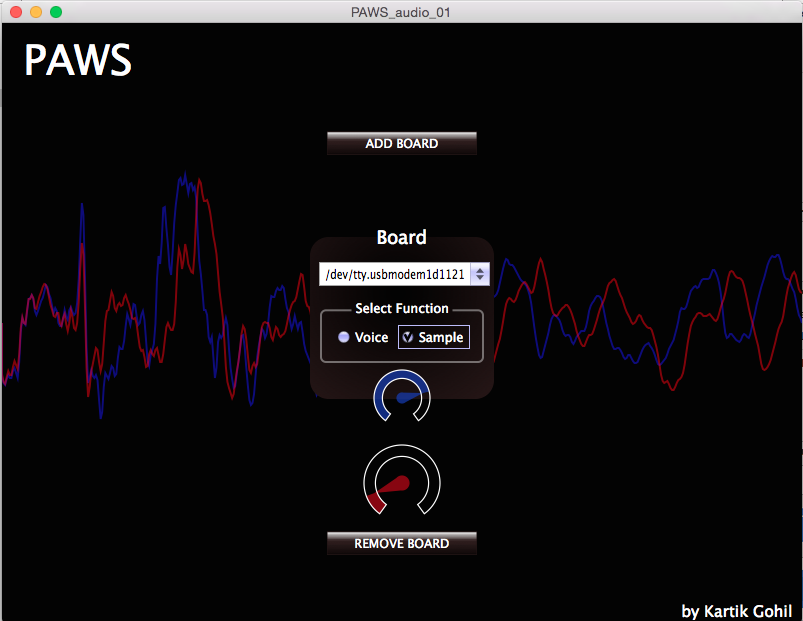 PAWS_audio_01
PAWS
ADD BOARD
Board
/dev/tty.usbmodem1d1121
Select Function
Voice Sample
REMOVE BOARD
by Kartik Gohil